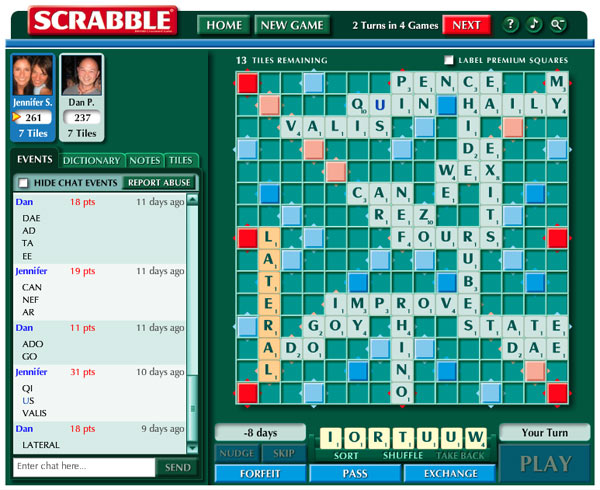 SCRABBLE
HOME
NEW GAME
2 Turns in 4 Games
NEXT
?
Jennifer S.
261
7 Tiles
Dan P.
237
7 Tiles
13 TILES REMAINING
LABEL PREMIUM SQUARES
EVENTS
DICTIONARY
NOTES
TILES
HIDE CHAT EVENTS
REPORT ABUSE
Dan 18 pts 11 days ago
DAE
AD
TA
EE
Jennifer 19 pts 11 days ago
CAN
NEF
AR
Dan 11 pts 11 days ago
ADO
GO
Jennifer 31 pts 10 days ago
QI
US
VALIS
Dan 18 pts 9 days ago
LATERAL
Enter chat here...
SEND
PENCE M
QUIN HAILY
VALIS I
D E
WEX
CAN E I
REZ T
L FOURS
A U
T B
E IMPROVE
R GOY H STATE
ADO I DAE
L N
O
-8 days
NUDGE
SKIP
IORTUUW
SORT
SHUFFLE
TAKE BACK
Your Turn
PLAY
FORFEIT
PASS
EXCHANGE